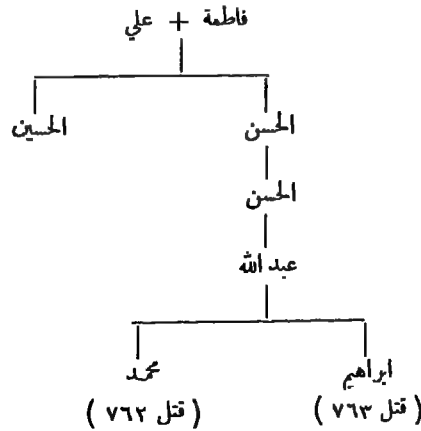 فاطمة + علي
الحسن الحسين
الحسن
عبد الله
ابراهيم محمد
( قتل ٧٦٣ ) ( قتل ٧٦٢ )